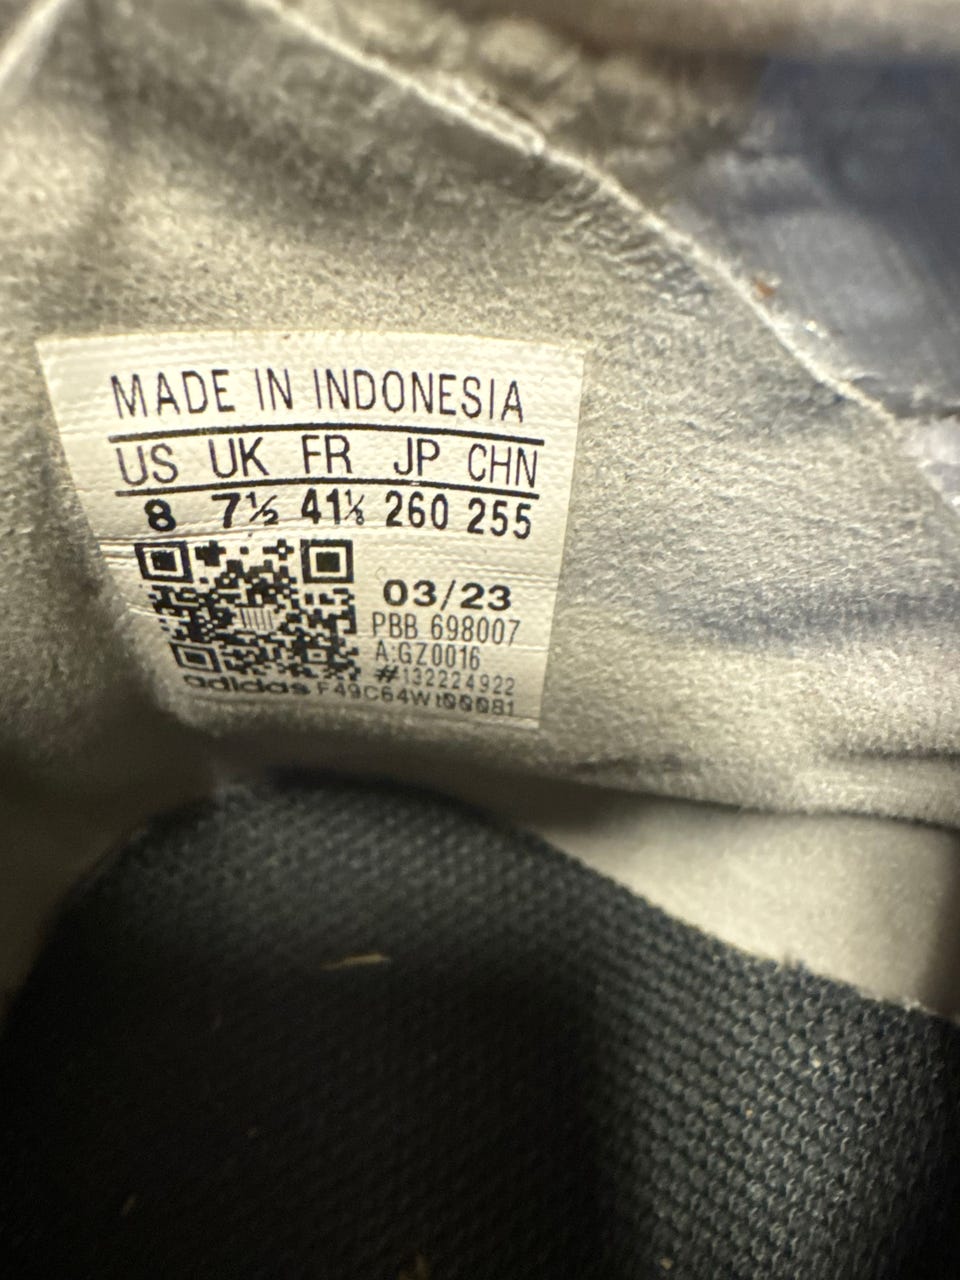 MADE IN INDONESIA
US UK FR JP CHN
8 7½ 41⅓ 260 255
03/23
PBB 698007
A:GZ0016
#132224922
adidas F49C64Wt00081